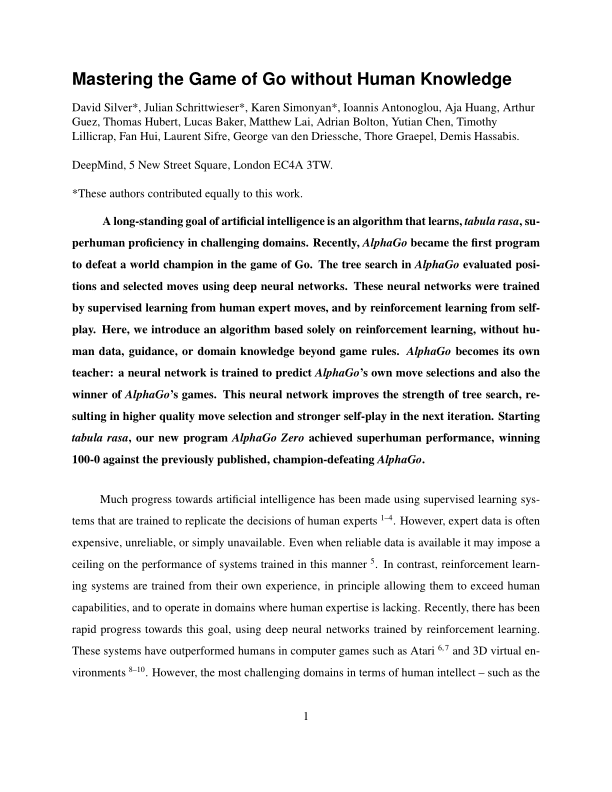 Mastering the Game of Go without Human Knowledge
David Silver*, Julian Schrittwieser*, Karen Simonyan*, Ioannis Antonoglou, Aja Huang, Arthur
Guez, Thomas Hubert, Lucas Baker, Matthew Lai, Adrian Bolton, Yutian Chen, Timothy
Lillicrap, Fan Hui, Laurent Sifre, George van den Driessche, Thore Graepel, Demis Hassabis.
DeepMind, 5 New Street Square, London EC4A 3TW.
*These authors contributed equally to this work.
A long-standing goal of artificial intelligence is an algorithm that learns, tabula rasa, su-
perhuman proficiency in challenging domains. Recently, AlphaGo became the first program
to defeat a world champion in the game of Go. The tree search in AlphaGo evaluated posi-
tions and selected moves using deep neural networks. These neural networks were trained
by supervised learning from human expert moves, and by reinforcement learning from self-
play. Here, we introduce an algorithm based solely on reinforcement learning, without hu-
man data, guidance, or domain knowledge beyond game rules. AlphaGo becomes its own
teacher: a neural network is trained to predict AlphaGo's own move selections and also the
winner of AlphaGo's games. This neural network improves the strength of tree search, re-
sulting in higher quality move selection and stronger self-play in the next iteration. Starting
tabula rasa, our new program AlphaGo Zero achieved superhuman performance, winning
100-0 against the previously published, champion-defeating AlphaGo.
Much progress towards artificial intelligence has been made using supervised learning sys-
tems that are trained to replicate the decisions of human experts 1–4. However, expert data is often
expensive, unreliable, or simply unavailable. Even when reliable data is available it may impose a
ceiling on the performance of systems trained in this manner 5. In contrast, reinforcement learn-
ing systems are trained from their own experience, in principle allowing them to exceed human
capabilities, and to operate in domains where human expertise is lacking. Recently, there has been
rapid progress towards this goal, using deep neural networks trained by reinforcement learning.
These systems have outperformed humans in computer games such as Atari 6,7 and 3D virtual en-
vironments 8–10. However, the most challenging domains in terms of human intellect – such as the
1